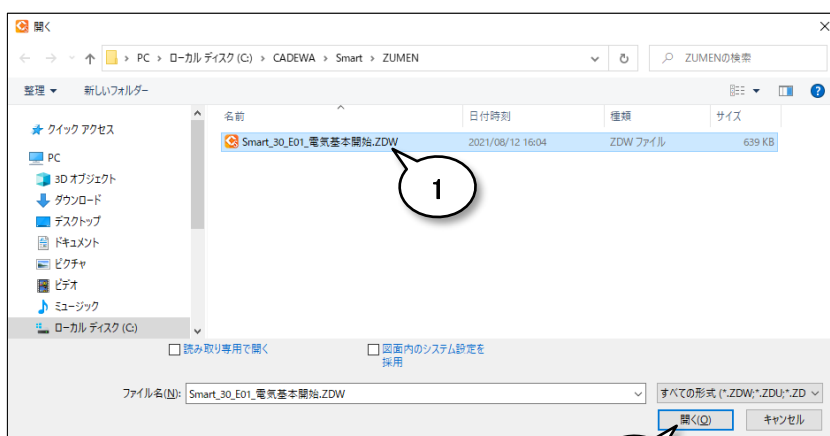 開く
PC › ローカル ディスク (C:) › CADEWA › Smart › ZUMEN
ZUMENの検索
整理 新しいフォルダー
名前 日付時刻 種類 サイズ
クイック アクセス
Smart_30_E01_電気基本開始.ZDW 2021/08/12 16:04 ZDW ファイル 639 KB
PC
3D オブジェクト
1
ダウンロード
デスクトップ
ドキュメント
ピクチャ
ビデオ
ミュージック
ローカル ディスク (C:)
読み取り専用で開く
図面内のシステム設定を
採用
ファイル名(N): Smart_30_E01_電気基本開始.ZDW
すべての形式 (*.ZDW;*.ZDU;*.ZD
開く(O) キャンセル